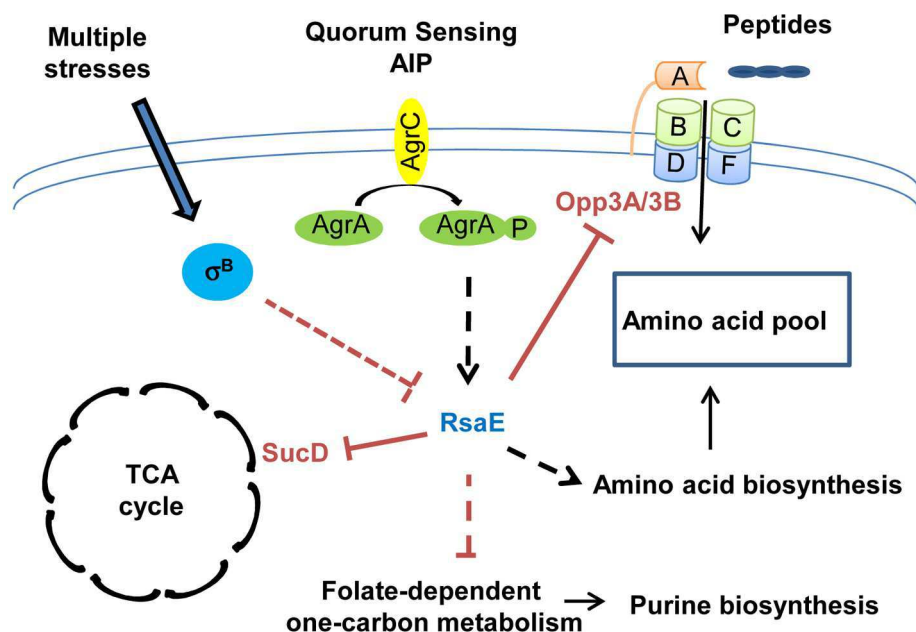 Multiple
stresses
Quorum Sensing
AIP
Peptides
A
B
C
D
F
AgrC
Opp3A/3B
AgrA
AgrA
P
σᴮ
Amino acid pool
RsaE
SucD
TCA
cycle
Amino acid biosynthesis
Folate-dependent
one-carbon metabolism
Purine biosynthesis